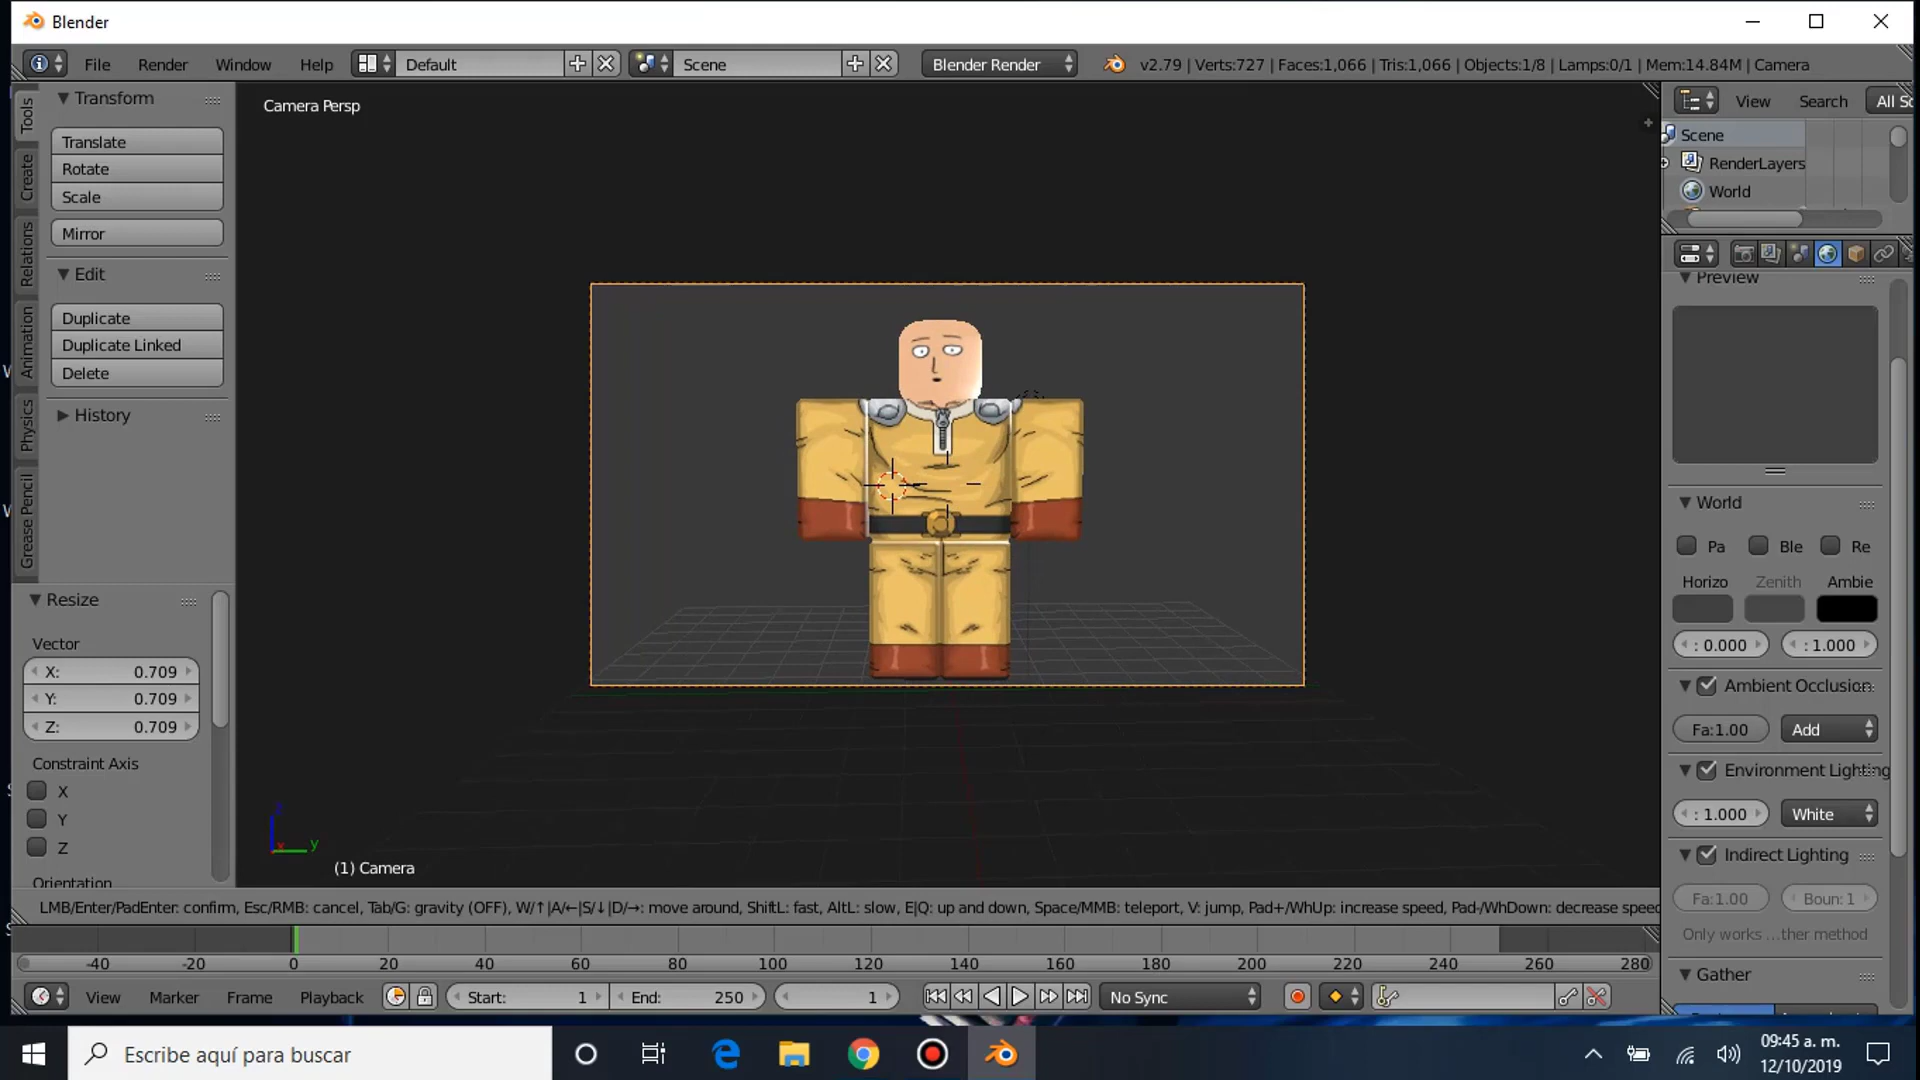 Blender
File Render Window Help Default Scene Blender Render v2.79 | Verts:727 | Faces:1,066 | Tris:1,066 | Objects:1/8 | Lamps:0/1 | Mem:14.84M | Camera
Tools
Create
Relations
Animation
Physics
Grease Pencil
Transform
Translate
Rotate
Scale
Mirror
Edit
Duplicate
Duplicate Linked
Delete
History
Resize
Vector
X: 0.709
Y: 0.709
Z: 0.709
Constraint Axis
X
Y
Z
Orientation
Camera Persp
z
x y
(1) Camera
View Search All Sc
Scene
RenderLayers
World
Preview
World
Pa Ble Re
Horizo Zenith Ambie
: 0.000 : 1.000
Ambient Occlusion
Fa:1.00 Add
Environment Lighting
: 1.000 White
Indirect Lighting
Fa:1.00 Boun: 1
Only works ...ther method
Gather
LMB/Enter/PadEnter: confirm, Esc/RMB: cancel, Tab/G: gravity (OFF), W/↑|A/←|S/↓|D/→: move around, ShiftL: fast, AltL: slow, E|Q: up and down, Space/MMB: teleport, V: jump, Pad+/WhUp: increase speed, Pad-/WhDown: decrease speed
-40 -20 0 20 40 60 80 100 120 140 160 180 200 220 240 260 280
View Marker Frame Playback Start: 1 End: 250 1 No Sync
Escribe aquí para buscar
09:45 a. m.
12/10/2019